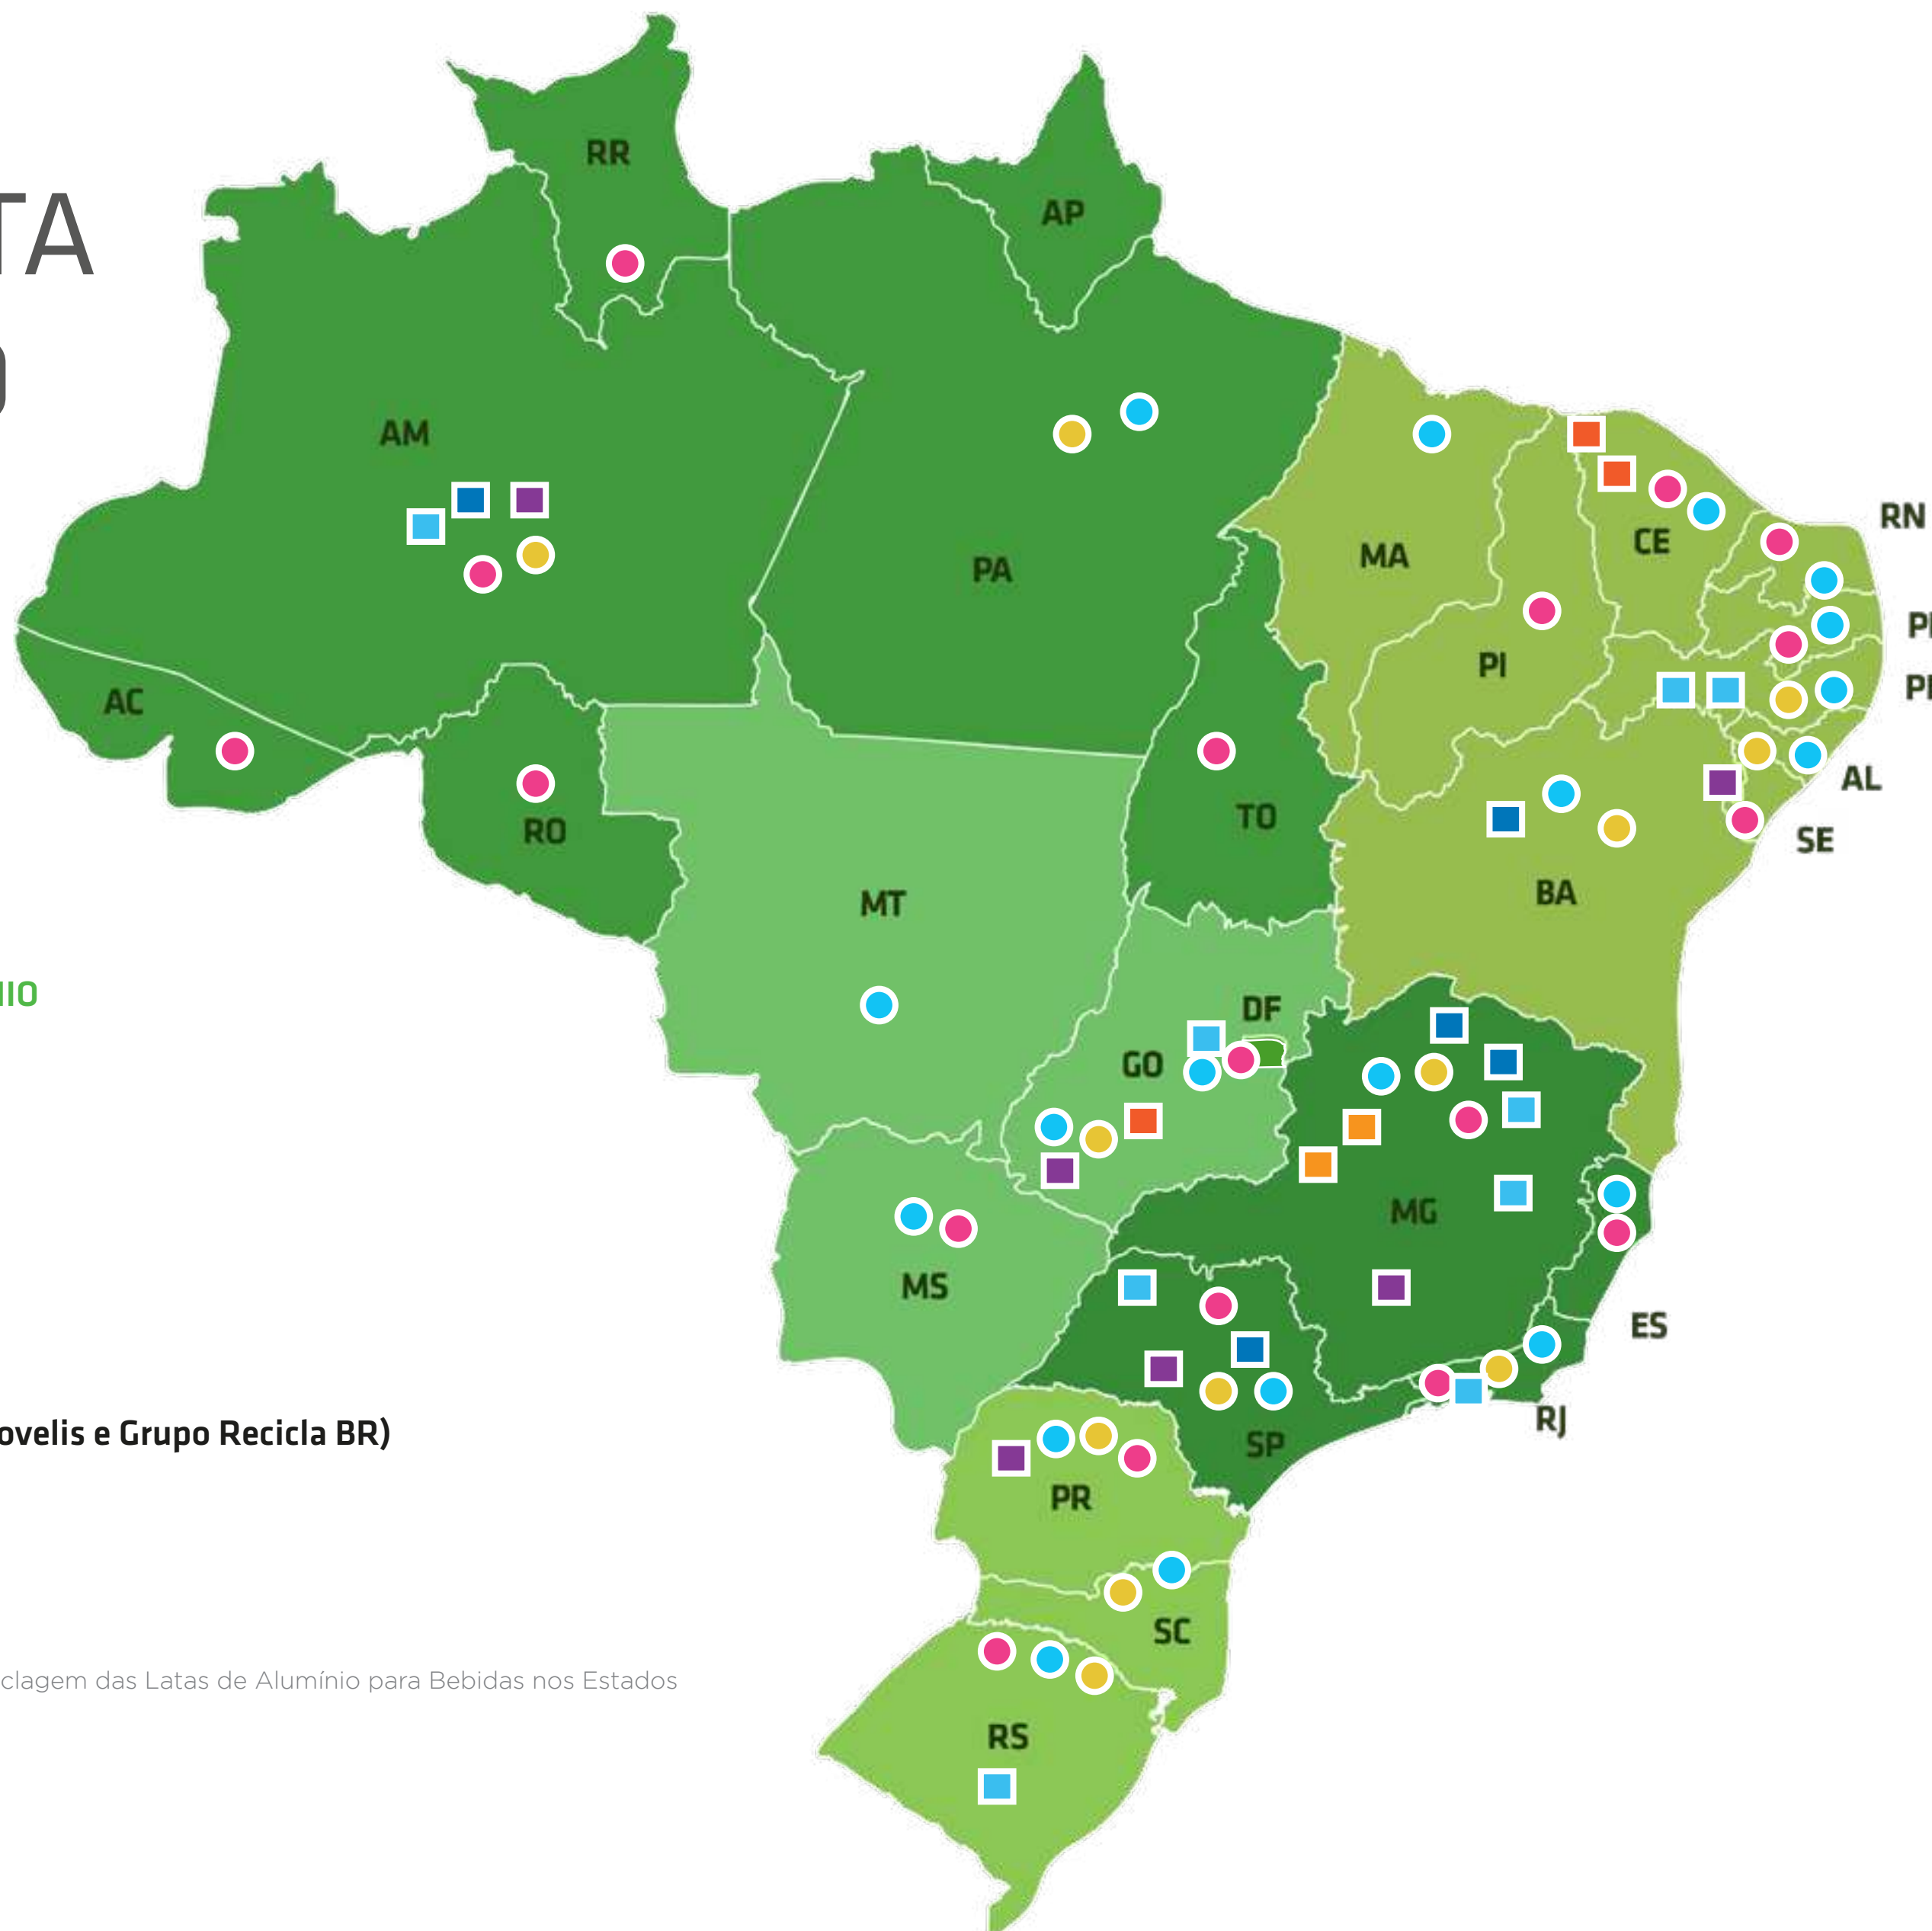 TA
RR
AP
AM
RN
CE
MA
PA
PI
AC
AL
TO
RO
SE
BA
MT
DF
GO
IIO
MG
MS
ES
RJ
ovelis e Grupo Recicla BR)
SP
PR
SC
clagem das Latas de Alumínio para Bebidas nos Estados
RS